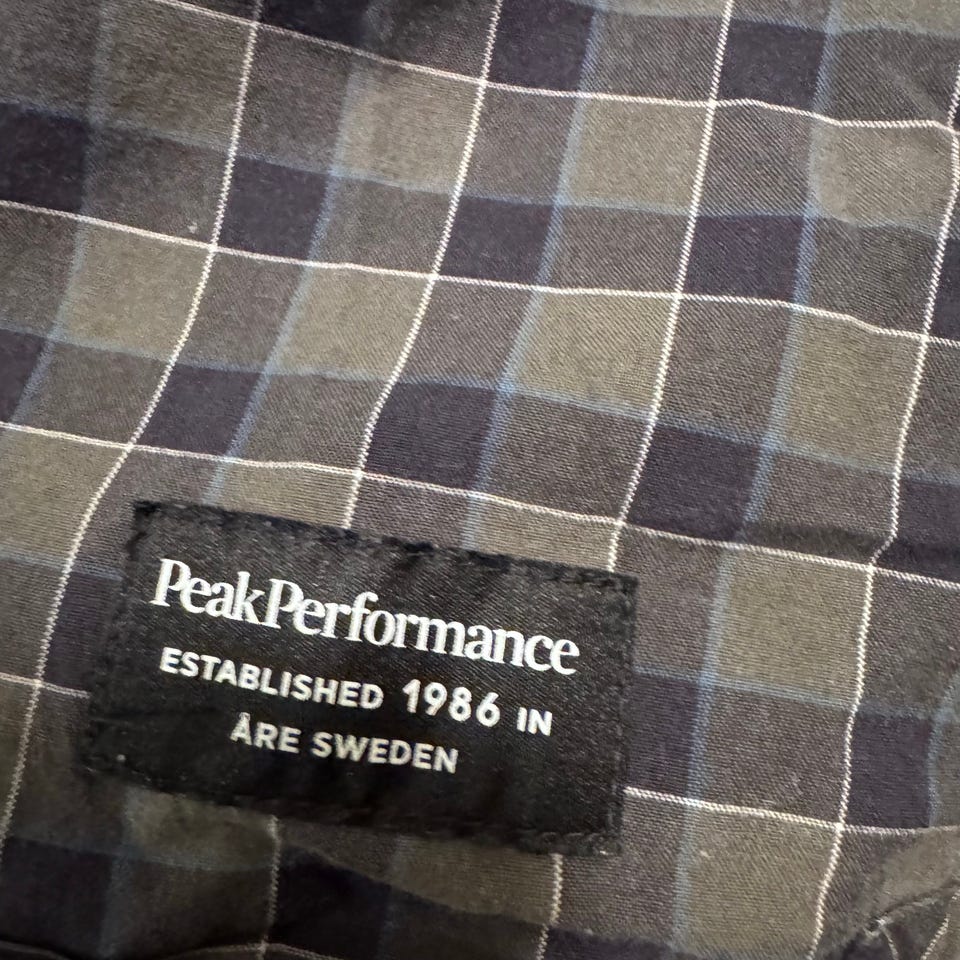 PeakPerformance
ESTABLISHED 1986 IN
ÅRE SWEDEN